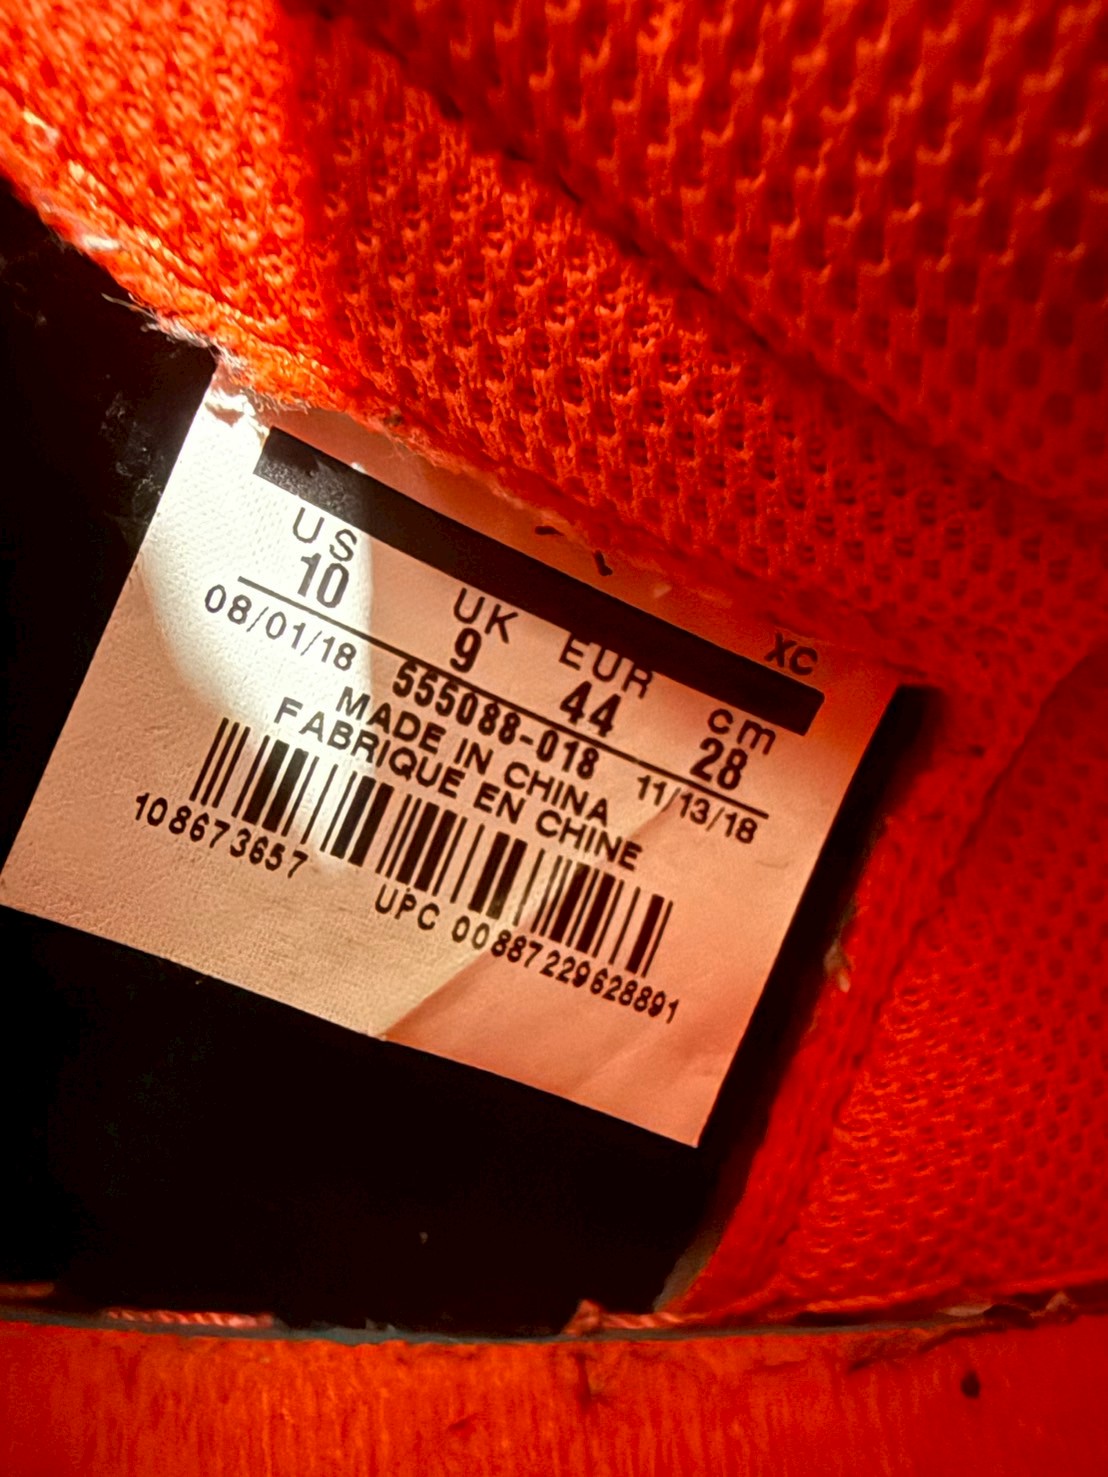 XC
US UK EUR cm
10 9 44 28
08/01/18 555088-018 11/13/18
MADE IN CHINA
FABRIQUE EN CHINE
108673657
UPC 00887229628891